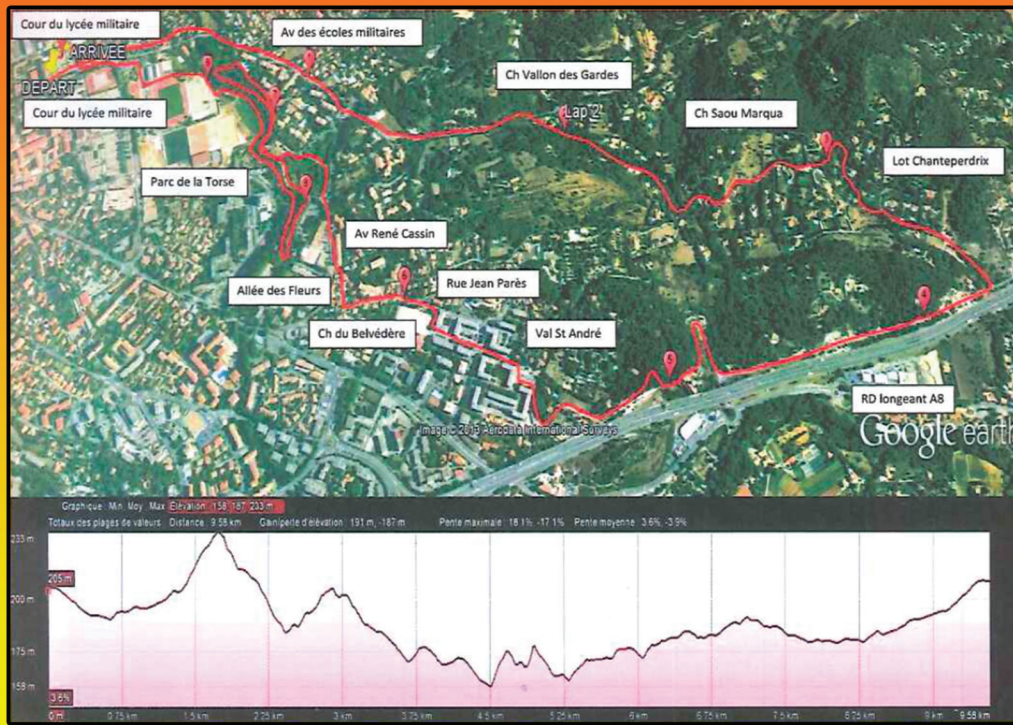 Cour du lycée militaire
ARRIVEE
Av des écoles militaires
DEPART
Cour du lycée militaire
Ch Vallon des Gardes
Lap 2
Ch Saou Marqua
Lot Chanteperdrix
Parc de la Torse
Av René Cassin
Allée des Fleurs
Rue Jean Parès
Ch du Belvédère
Val St André
RD longeant A8
Image © 2013 Aerodata International Surveys
Google earth
Graphique Min, Moy, Max Élévation 158, 187, 233 m
Totaux des plages de valeurs Distance 9.58 km Gain/perte d'élévation 191 m, -187 m Pente maximale 18.1% -17.1% Pente moyenne 3.6%, -3.9%
233 m
205 m
200 m
175 m
158 m
3.6%
0 m 0.75 km 1.5 km 2.25 km 3 km 3.75 km 4.5 km 5.25 km 6 km 6.75 km 7.5 km 8.25 km 9 km 9.58 km